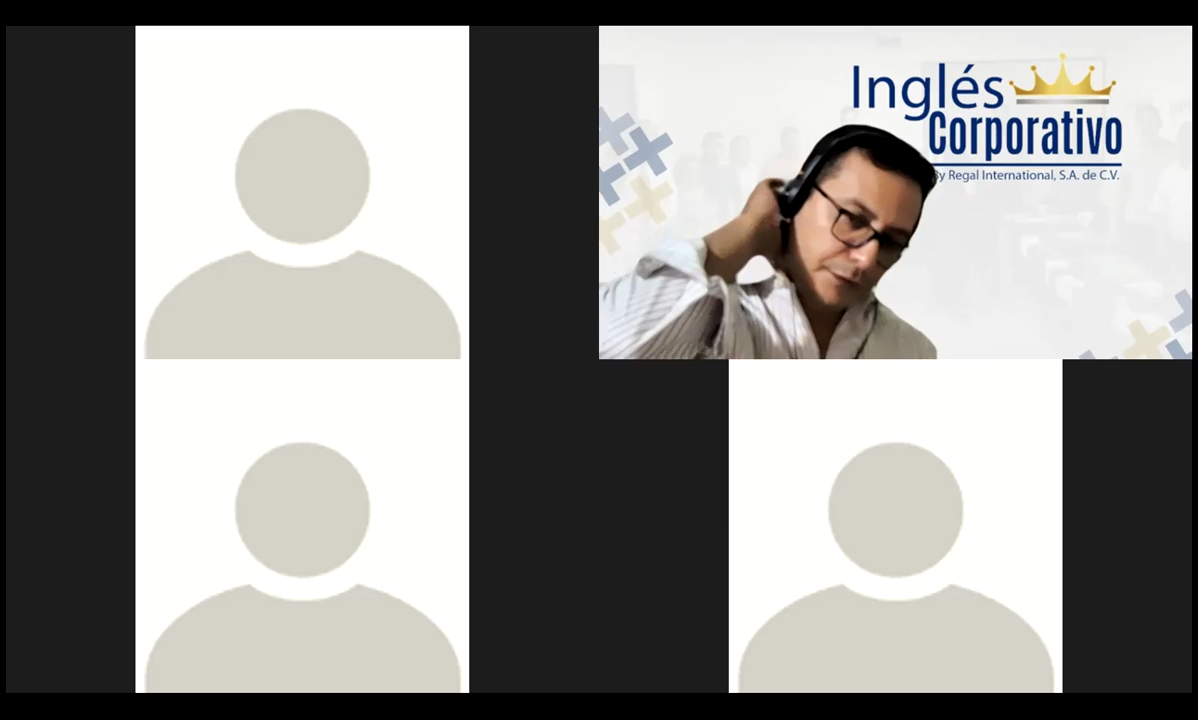 Inglés
Corporativo
By Regal International, S.A. de C.V.